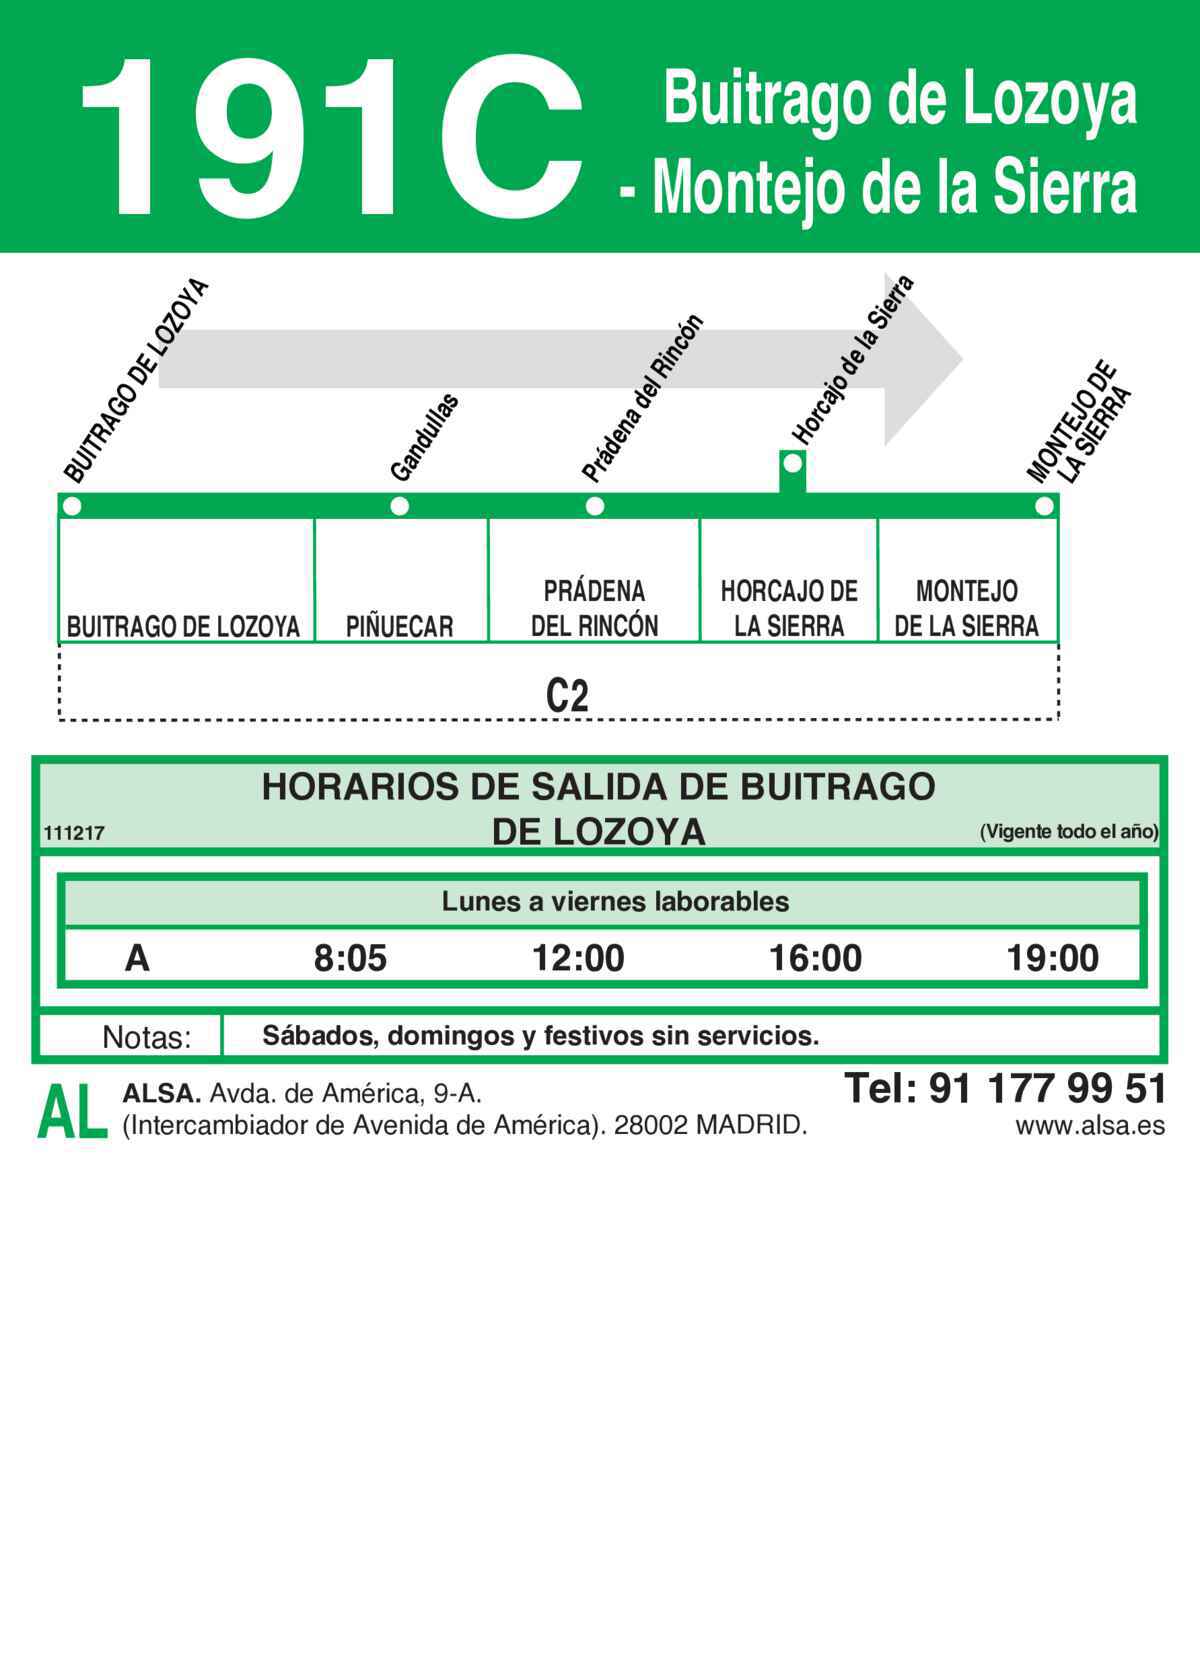 191C
Buitrago de Lozoya
- Montejo de la Sierra
BUITRAGO DE LOZOYA
Gandullas
Prádena del Rincón
Horcajo de la Sierra
MONTEJO DE
LA SIERRA
BUITRAGO DE LOZOYA
PIÑUECAR
PRÁDENA
DEL RINCÓN
HORCAJO DE
LA SIERRA
MONTEJO
DE LA SIERRA
C2
HORARIOS DE SALIDA DE BUITRAGO
DE LOZOYA
111217
(Vigente todo el año)
Lunes a viernes laborables
A 8:05 12:00 16:00 19:00
Notas: Sábados, domingos y festivos sin servicios.
AL
ALSA. Avda. de América, 9-A.
(Intercambiador de Avenida de América). 28002 MADRID.
Tel: 91 177 99 51
www.alsa.es